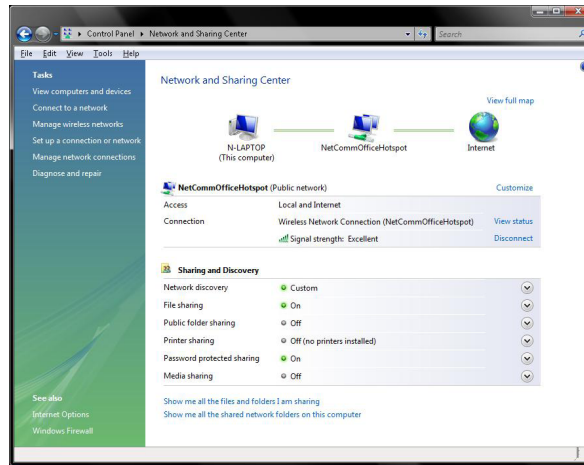 Control Panel ▸ Network and Sharing Center
Search
File Edit View Tools Help
Tasks
View computers and devices
Connect to a network
Manage wireless networks
Set up a connection or network
Manage network connections
Diagnose and repair
See also
Internet Options
Windows Firewall
Network and Sharing Center
View full map
N-LAPTOP
(This computer)
NetCommOfficeHotspot
Internet
NetCommOfficeHotspot (Public network) Customize
Access Local and Internet
Connection Wireless Network Connection (NetCommOfficeHotspot) View status
Signal strength: Excellent Disconnect
Sharing and Discovery
Network discovery Custom
File sharing On
Public folder sharing Off
Printer sharing Off (no printers installed)
Password protected sharing On
Media sharing Off
Show me all the files and folders I am sharing
Show me all the shared network folders on this computer